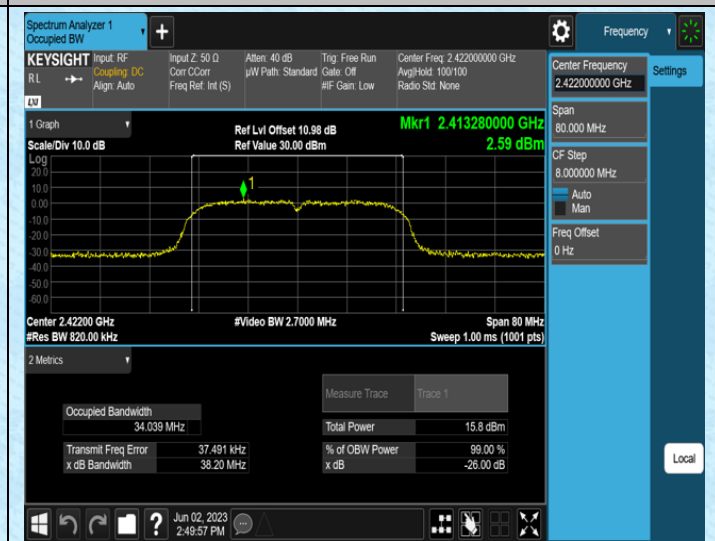 Spectrum Analyzer 1
Occupied BW
Frequency
KEYSIGHT
Input: RF
Coupling: DC
Align: Auto
Input Z: 50 Ω
Corr CCorr
Freq Ref: Int (S)
Atten: 40 dB
µW Path: Standard
Trig: Free Run
Gate: Off
#IF Gain: Low
Center Freq: 2.422000000 GHz
Avg|Hold: 100/100
Radio Std: None
RL
LXI
Center Frequency
2.422000000 GHz
Settings
Span
80.000 MHz
CF Step
8.000000 MHz
Auto
Man
Freq Offset
0 Hz
1 Graph
Scale/Div 10.0 dB
Ref Lvl Offset 10.98 dB
Ref Value 30.00 dBm
Mkr1 2.413280000 GHz
2.59 dBm
Log
20.0
10.0
0.00
-10.0
-20.0
-30.0
-40.0
-50.0
-60.0
1
Center 2.42200 GHz
#Res BW 820.00 kHz
#Video BW 2.7000 MHz
Span 80 MHz
Sweep 1.00 ms (1001 pts)
2 Metrics
Measure Trace
Trace 1
Occupied Bandwidth
34.039 MHz
Total Power
15.8 dBm
Transmit Freq Error
37.491 kHz
% of OBW Power
99.00 %
x dB Bandwidth
38.20 MHz
x dB
-26.00 dB
Local
Jun 02, 2023
2:49:57 PM